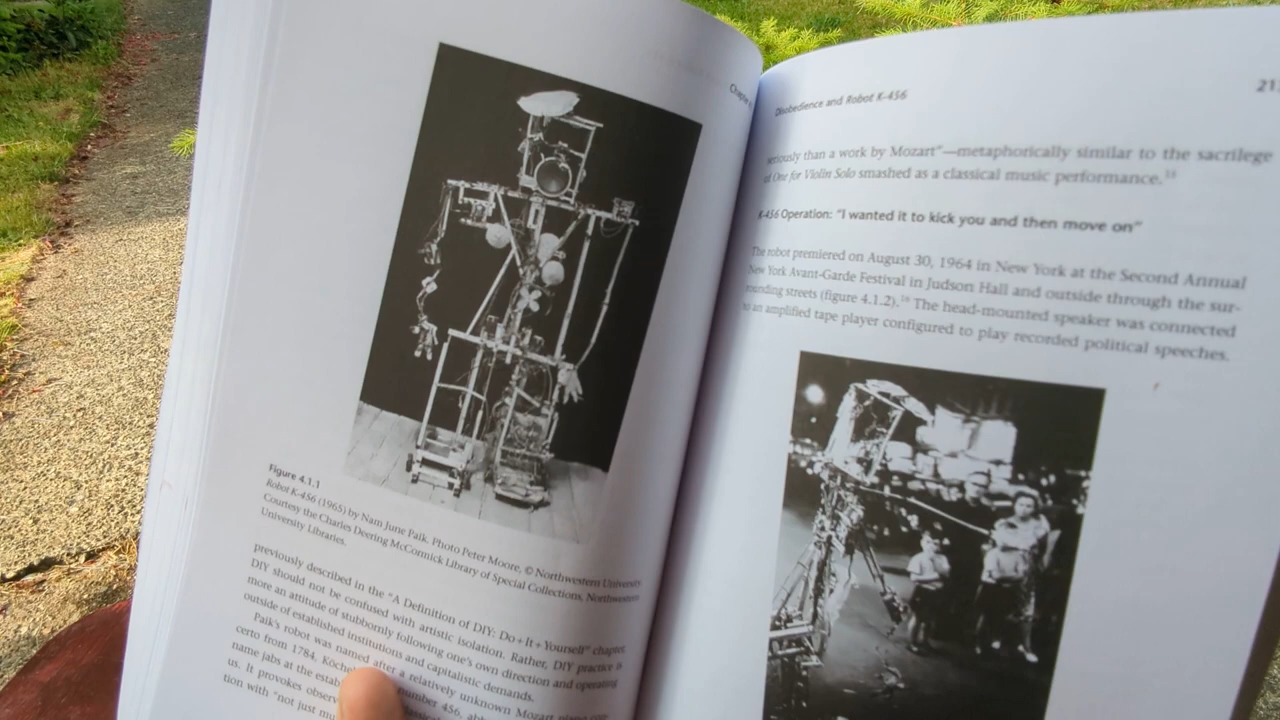 Figure 4.1.1
Robot K-456 (1965) by Nam June Paik. Photo Peter Moore, © Northwestern University
Courtesy the Charles Deering McCormick Library of Special Collections, Northwestern
University Libraries.
previously described in the "A Definition of DIY: Do+It+Yourself" chapter,
DIY should not be confused with artistic isolation. Rather, DIY practice is
more an attitude of stubbornly following one's own direction and operating
outside of established institutions and capitalistic demands.
Paik's robot was named after a relatively unknown Mozart piano con-
certo from 1784, Köchel number 456,
name jabs at the
us. It provokes
tion with "not just
Disobedience and Robot K-456
seriously than a work by Mozart"—metaphorically similar to the sacrilege
of One for Violin Solo smashed as a classical music performance.15
K-456 Operation: "I wanted it to kick you and then move on"
The robot premiered on August 30, 1964 in New York at the Second Annual
New York Avant-Garde Festival in Judson Hall and outside through the sur-
rounding streets (figure 4.1.2).16 The head-mounted speaker was connected
to an amplified tape player configured to play recorded political speeches.